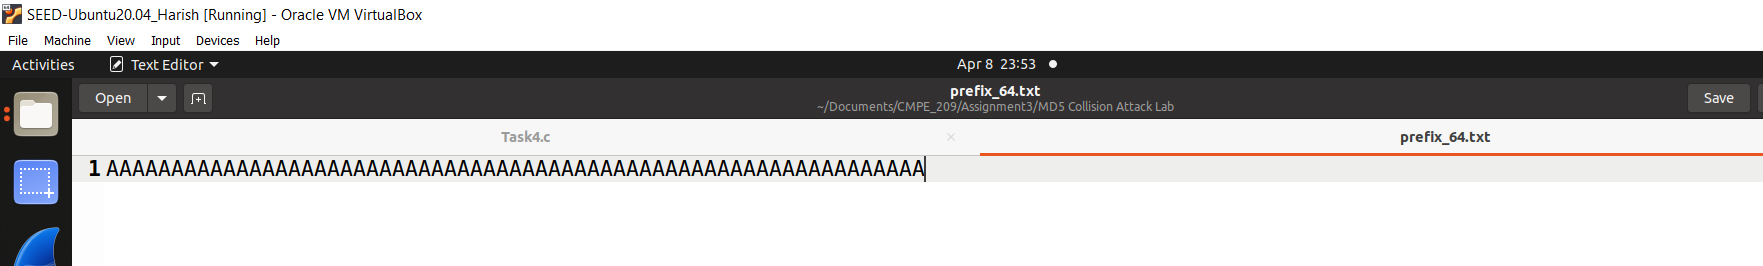 SEED-Ubuntu20.04_Harish [Running] - Oracle VM VirtualBox
File Machine View Input Devices Help
Activities Text Editor Apr 8 23:53
Open prefix_64.txt Save
~/Documents/CMPE_209/Assignment3/MD5 Collision Attack Lab
Task4.c × prefix_64.txt
1 AAAAAAAAAAAAAAAAAAAAAAAAAAAAAAAAAAAAAAAAAAAAAAAAAAAAAAAAAAAAAAA